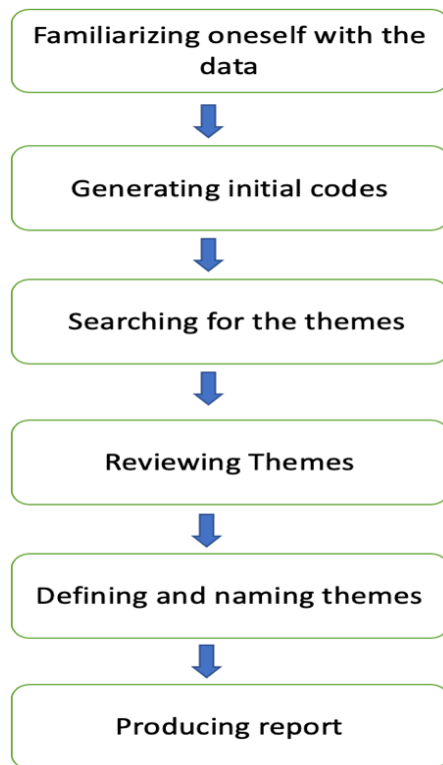 Familiarizing oneself with the
data
Generating initial codes
Searching for the themes
Reviewing Themes
Defining and naming themes
Producing report